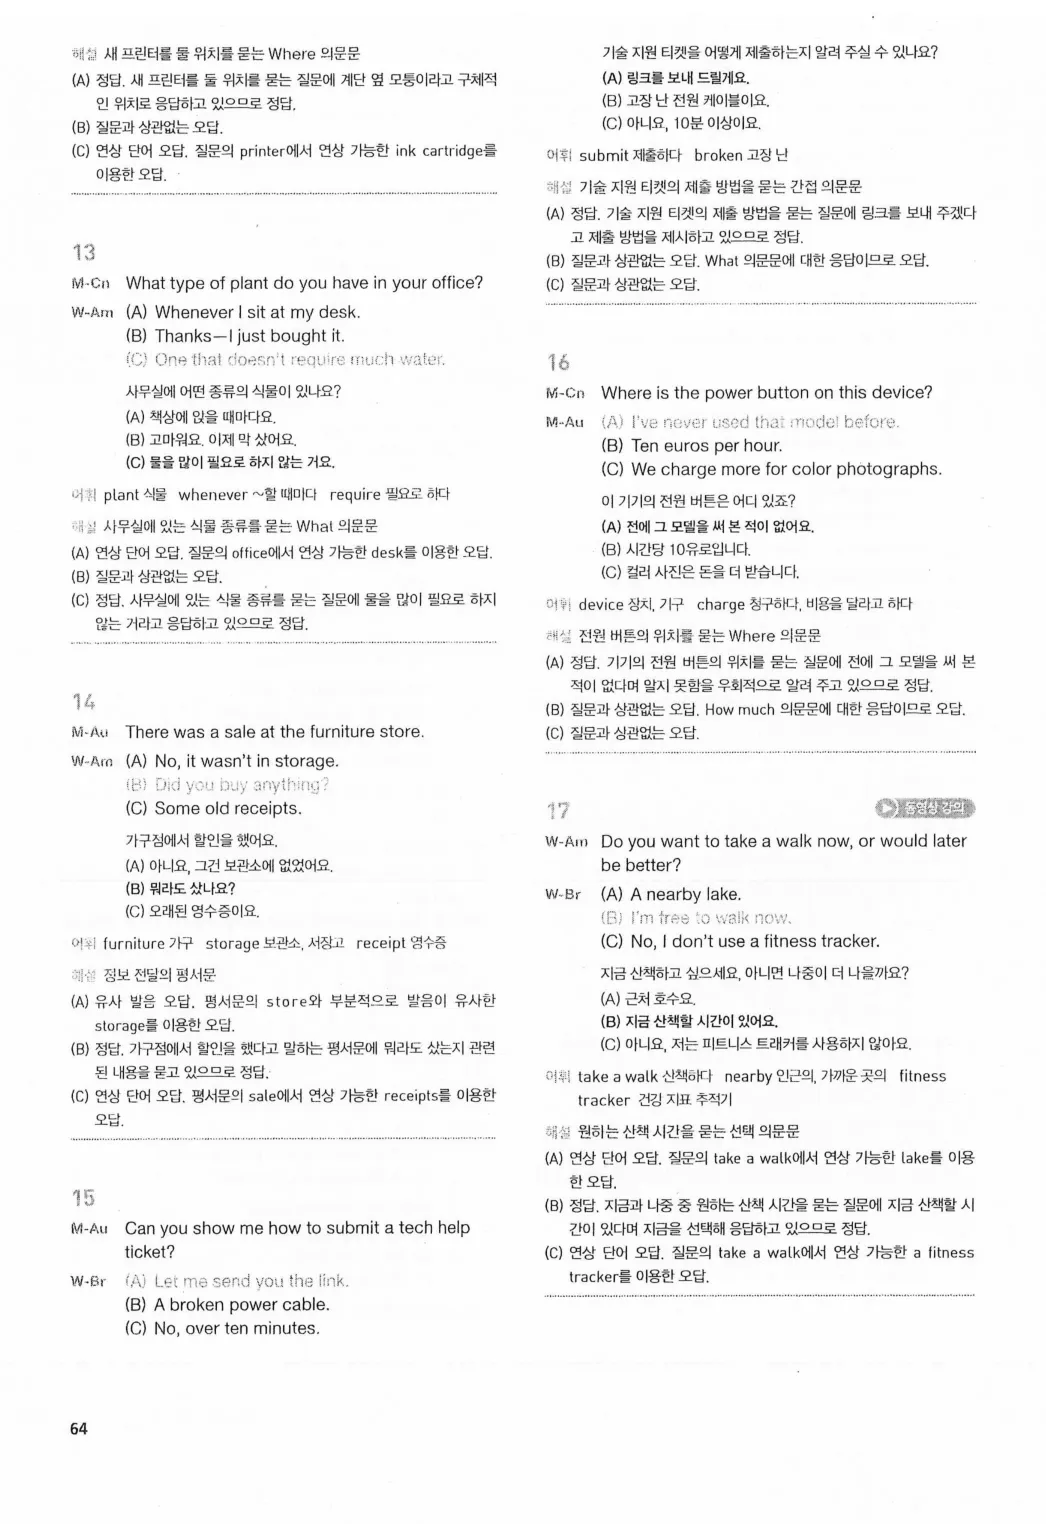 해설 새 프린터를 둘 위치를 묻는 Where 의문문
(A) 정답. 새 프린터를 둘 위치를 묻는 질문에 계단 옆 모퉁이라고 구체적
인 위치로 응답하고 있으므로 정답.
(B) 질문과 상관없는 오답.
(C) 연상 단어 오답. 질문의 printer에서 연상 가능한 ink cartridge를
이용한 오답.
13
M-Cn What type of plant do you have in your office?
W-Am (A) Whenever I sit at my desk.
(B) Thanks—I just bought it.
(C) One that doesn't require much water.
사무실에 어떤 종류의 식물이 있나요?
(A) 책상에 앉을 때마다요.
(B) 고마워요. 이제 막 샀어요.
(C) 물을 많이 필요로 하지 않는 거요.
어휘 plant 식물 whenever ~할 때마다 require 필요로 하다
해설 사무실에 있는 식물 종류를 묻는 What 의문문
(A) 연상 단어 오답. 질문의 office에서 연상 가능한 desk를 이용한 오답.
(B) 질문과 상관없는 오답.
(C) 정답. 사무실에 있는 식물 종류를 묻는 질문에 물을 많이 필요로 하지
않는 거라고 응답하고 있으므로 정답.
14
M-Au There was a sale at the furniture store.
W-Am (A) No, it wasn't in storage.
(B) Did you buy anything?
(C) Some old receipts.
가구점에서 할인을 했어요.
(A) 아니요, 그건 보관소에 없었어요.
(B) 뭐라도 샀나요?
(C) 오래된 영수증이요.
어휘 furniture 가구 storage 보관소, 저장고 receipt 영수증
해설 정보 전달의 평서문
(A) 유사 발음 오답. 평서문의 store와 부분적으로 발음이 유사한
storage를 이용한 오답.
(B) 정답. 가구점에서 할인을 했다고 말하는 평서문에 뭐라도 샀는지 관련
된 내용을 묻고 있으므로 정답.
(C) 연상 단어 오답. 평서문의 sale에서 연상 가능한 receipts를 이용한
오답.
15
M-Au Can you show me how to submit a tech help
ticket?
W-Br (A) Let me send you the link.
(B) A broken power cable.
(C) No, over ten minutes.
64
기술 지원 티켓을 어떻게 제출하는지 알려 주실 수 있나요?
(A) 링크를 보내 드릴게요.
(B) 고장 난 전원 케이블이요.
(C) 아니요, 10분 이상이요.
어휘 submit 제출하다 broken 고장 난
해설 기술 지원 티켓의 제출 방법을 묻는 간접 의문문
(A) 정답. 기술 지원 티켓의 제출 방법을 묻는 질문에 링크를 보내 주겠다
고 제출 방법을 제시하고 있으므로 정답.
(B) 질문과 상관없는 오답. What 의문문에 대한 응답이므로 오답.
(C) 질문과 상관없는 오답.
16
M-Cn Where is the power button on this device?
M-Au (A) I've never used that model before.
(B) Ten euros per hour.
(C) We charge more for color photographs.
이 기기의 전원 버튼은 어디 있죠?
(A) 전에 그 모델을 써 본 적이 없어요.
(B) 시간당 10유로입니다.
(C) 컬러 사진은 돈을 더 받습니다.
어휘 device 장치, 기구 charge 청구하다, 비용을 달라고 하다
해설 전원 버튼의 위치를 묻는 Where 의문문
(A) 정답. 기기의 전원 버튼의 위치를 묻는 질문에 전에 그 모델을 써 본
적이 없다며 알지 못함을 우회적으로 알려 주고 있으므로 정답.
(B) 질문과 상관없는 오답. How much 의문문에 대한 응답이므로 오답.
(C) 질문과 상관없는 오답.
17 동영상 강의
W-Am Do you want to take a walk now, or would later
be better?
W-Br (A) A nearby lake.
(B) I'm free to walk now.
(C) No, I don't use a fitness tracker.
지금 산책하고 싶으세요, 아니면 나중이 더 나을까요?
(A) 근처 호수요.
(B) 지금 산책할 시간이 있어요.
(C) 아니요, 저는 피트니스 트래커를 사용하지 않아요.
어휘 take a walk 산책하다 nearby 인근의, 가까운 곳의 fitness
tracker 건강 지표 추적기
해설 원하는 산책 시간을 묻는 선택 의문문
(A) 연상 단어 오답. 질문의 take a walk에서 연상 가능한 lake를 이용
한 오답.
(B) 정답. 지금과 나중 중 원하는 산책 시간을 묻는 질문에 지금 산책할 시
간이 있다며 지금을 선택해 응답하고 있으므로 정답.
(C) 연상 단어 오답. 질문의 take a walk에서 연상 가능한 a fitness
tracker를 이용한 오답.